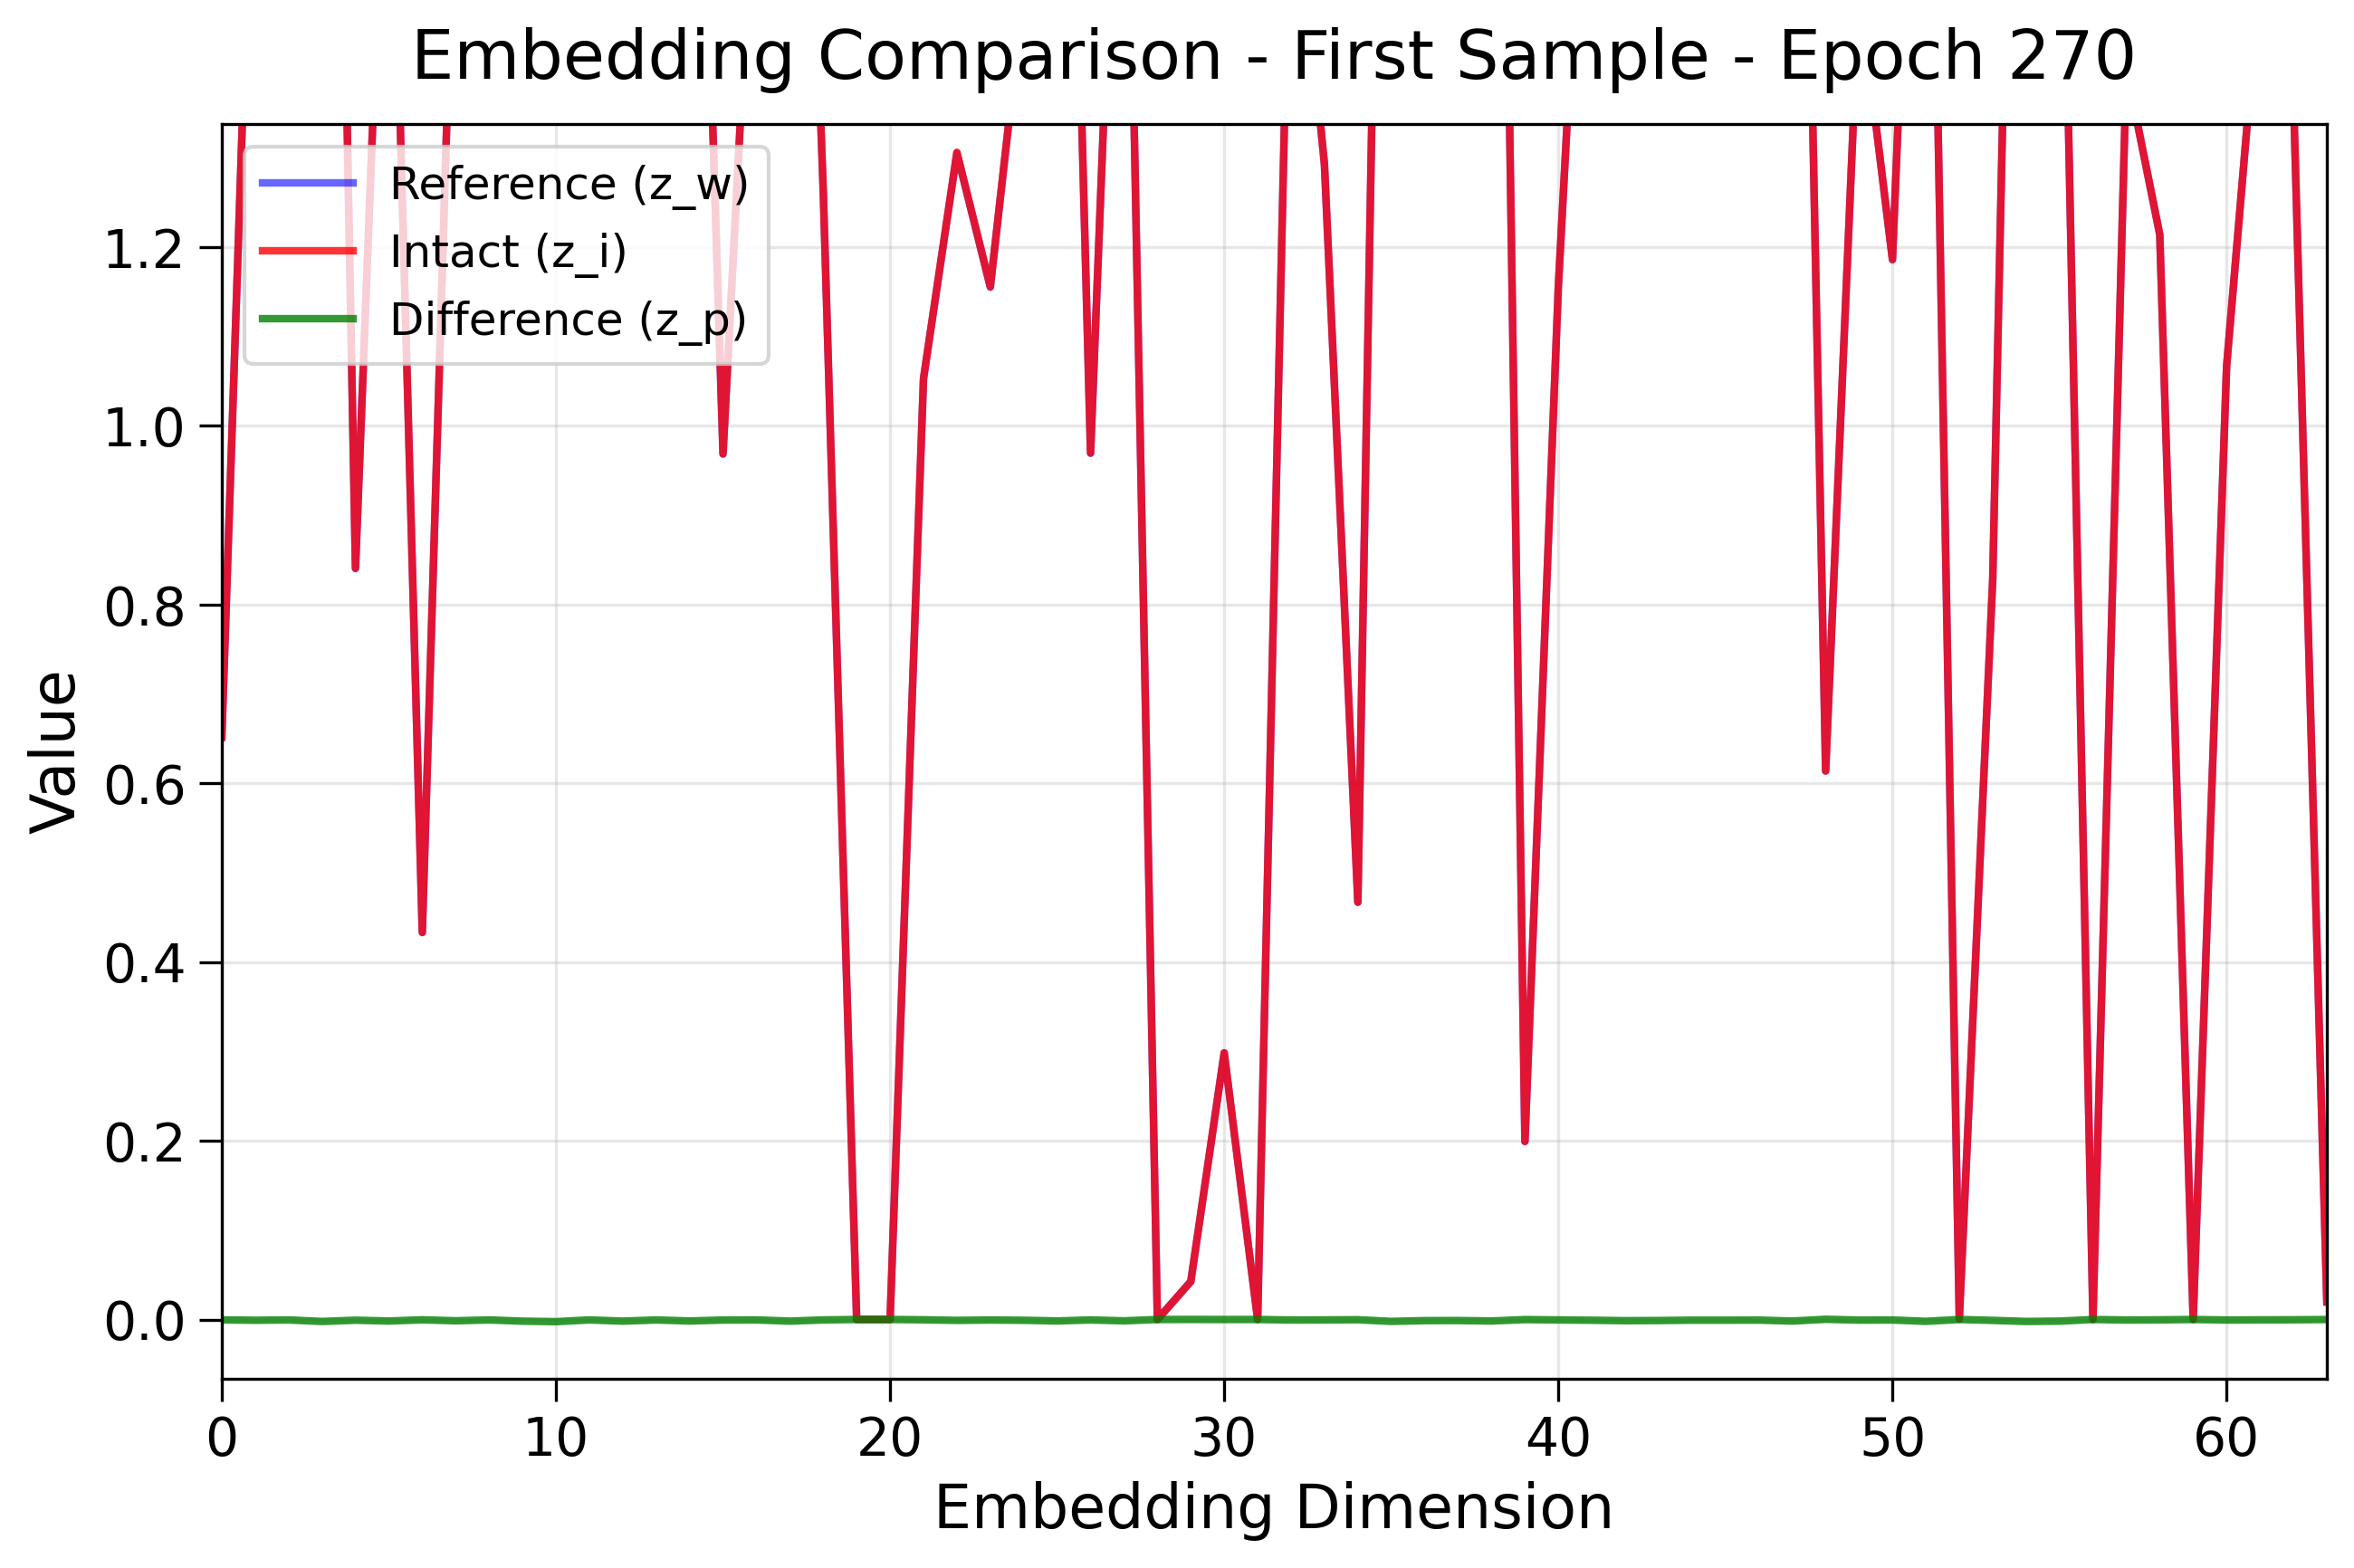 Embedding Comparison - First Sample - Epoch 270
Reference (z_w)
Intact (z_i)
Difference (z_p)
1.2
1.0
0.8
0.6
0.4
0.2
0.0
Value
0 10 20 30 40 50 60
Embedding Dimension